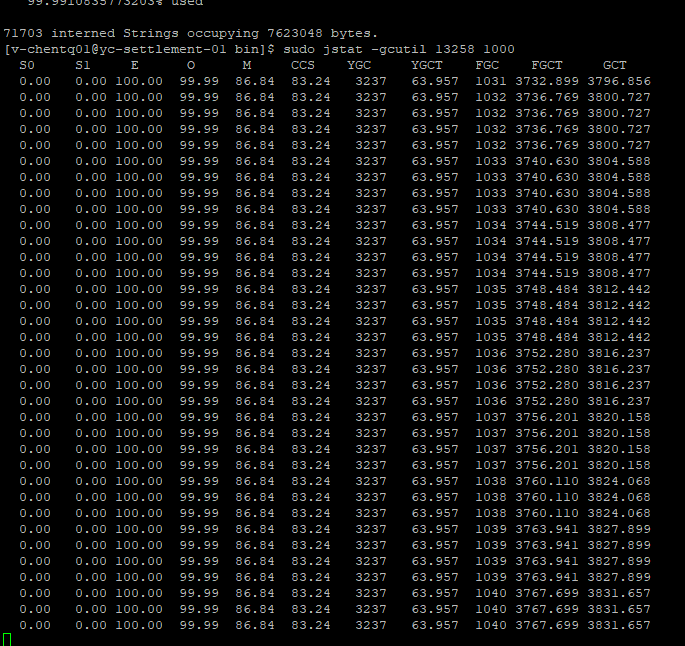 99.9910835773203% used
71703 interned Strings occupying 7623048 bytes.
[v-chentq01@yc-settlement-01 bin]$ sudo jstat -gcutil 13258 1000
S0 S1 E O M CCS YGC YGCT FGC FGCT GCT
0.00 0.00 100.00 99.99 86.84 83.24 3237 63.957 1031 3732.899 3796.856
0.00 0.00 100.00 99.99 86.84 83.24 3237 63.957 1032 3736.769 3800.727
0.00 0.00 100.00 99.99 86.84 83.24 3237 63.957 1032 3736.769 3800.727
0.00 0.00 100.00 99.99 86.84 83.24 3237 63.957 1032 3736.769 3800.727
0.00 0.00 100.00 99.99 86.84 83.24 3237 63.957 1032 3736.769 3800.727
0.00 0.00 100.00 99.99 86.84 83.24 3237 63.957 1033 3740.630 3804.588
0.00 0.00 100.00 99.99 86.84 83.24 3237 63.957 1033 3740.630 3804.588
0.00 0.00 100.00 99.99 86.84 83.24 3237 63.957 1033 3740.630 3804.588
0.00 0.00 100.00 99.99 86.84 83.24 3237 63.957 1033 3740.630 3804.588
0.00 0.00 100.00 99.99 86.84 83.24 3237 63.957 1034 3744.519 3808.477
0.00 0.00 100.00 99.99 86.84 83.24 3237 63.957 1034 3744.519 3808.477
0.00 0.00 100.00 99.99 86.84 83.24 3237 63.957 1034 3744.519 3808.477
0.00 0.00 100.00 99.99 86.84 83.24 3237 63.957 1034 3744.519 3808.477
0.00 0.00 100.00 99.99 86.84 83.24 3237 63.957 1035 3748.484 3812.442
0.00 0.00 100.00 99.99 86.84 83.24 3237 63.957 1035 3748.484 3812.442
0.00 0.00 100.00 99.99 86.84 83.24 3237 63.957 1035 3748.484 3812.442
0.00 0.00 100.00 99.99 86.84 83.24 3237 63.957 1035 3748.484 3812.442
0.00 0.00 100.00 99.99 86.84 83.24 3237 63.957 1036 3752.280 3816.237
0.00 0.00 100.00 99.99 86.84 83.24 3237 63.957 1036 3752.280 3816.237
0.00 0.00 100.00 99.99 86.84 83.24 3237 63.957 1036 3752.280 3816.237
0.00 0.00 100.00 99.99 86.84 83.24 3237 63.957 1036 3752.280 3816.237
0.00 0.00 100.00 99.99 86.84 83.24 3237 63.957 1037 3756.201 3820.158
0.00 0.00 100.00 99.99 86.84 83.24 3237 63.957 1037 3756.201 3820.158
0.00 0.00 100.00 99.99 86.84 83.24 3237 63.957 1037 3756.201 3820.158
0.00 0.00 100.00 99.99 86.84 83.24 3237 63.957 1037 3756.201 3820.158
0.00 0.00 100.00 99.99 86.84 83.24 3237 63.957 1038 3760.110 3824.068
0.00 0.00 100.00 99.99 86.84 83.24 3237 63.957 1038 3760.110 3824.068
0.00 0.00 100.00 99.99 86.84 83.24 3237 63.957 1038 3760.110 3824.068
0.00 0.00 100.00 99.99 86.84 83.24 3237 63.957 1039 3763.941 3827.899
0.00 0.00 100.00 99.99 86.84 83.24 3237 63.957 1039 3763.941 3827.899
0.00 0.00 100.00 99.99 86.84 83.24 3237 63.957 1039 3763.941 3827.899
0.00 0.00 100.00 99.99 86.84 83.24 3237 63.957 1039 3763.941 3827.899
0.00 0.00 100.00 99.99 86.84 83.24 3237 63.957 1040 3767.699 3831.657
0.00 0.00 100.00 99.99 86.84 83.24 3237 63.957 1040 3767.699 3831.657
0.00 0.00 100.00 99.99 86.84 83.24 3237 63.957 1040 3767.699 3831.657